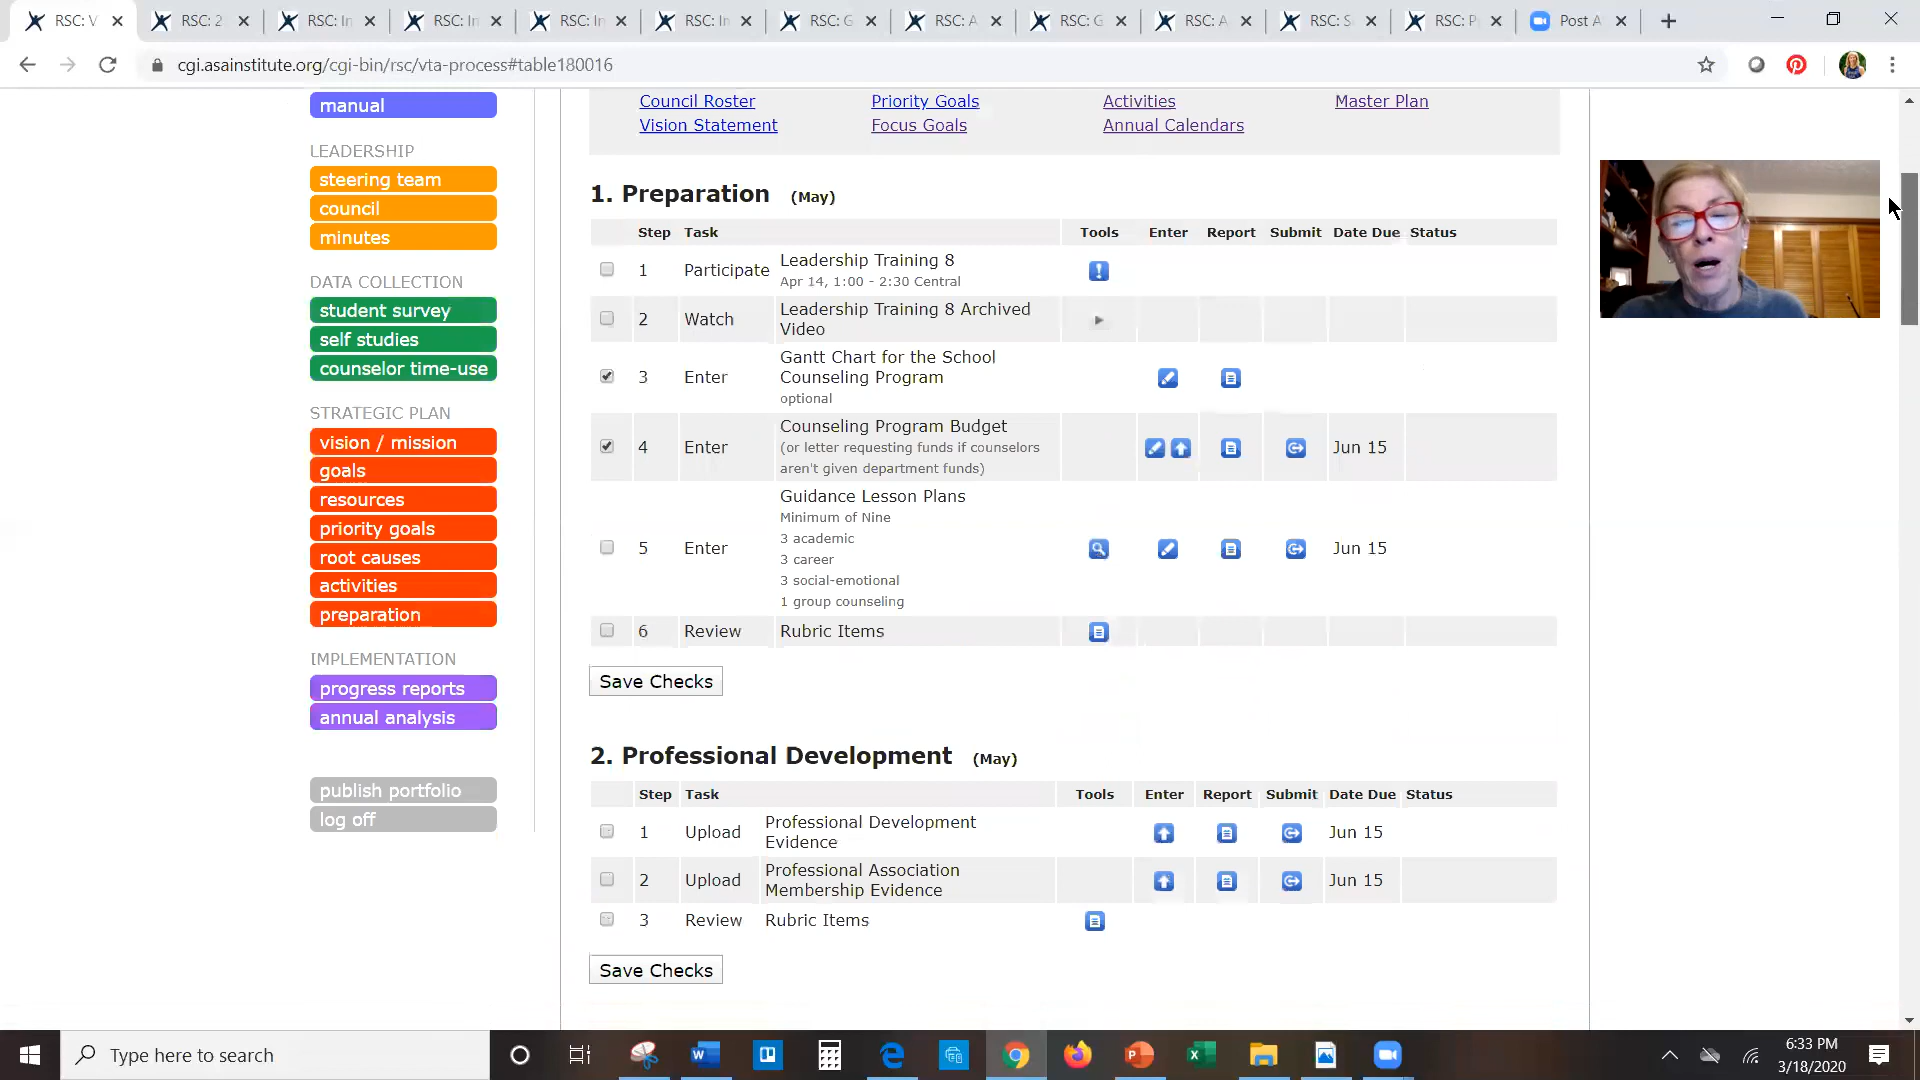 RSC: V
RSC: 2
RSC: In
RSC: In
RSC: In
RSC: In
RSC: G
RSC: A
RSC: G
RSC: A
RSC: S
RSC: P
Post A
cgi.asainstitute.org/cgi-bin/rsc/vta-process#table180016
manual
LEADERSHIP
steering team
council
minutes
DATA COLLECTION
student survey
self studies
counselor time-use
STRATEGIC PLAN
vision / mission
goals
resources
priority goals
root causes
activities
preparation
IMPLEMENTATION
progress reports
annual analysis
publish portfolio
log off
Council Roster Priority Goals Activities Master Plan
Vision Statement Focus Goals Annual Calendars
1. Preparation (May)
Step Task Tools Enter Report Submit Date Due Status
1 Participate Leadership Training 8
Apr 14, 1:00 - 2:30 Central
2 Watch Leadership Training 8 Archived
Video
3 Enter Gantt Chart for the School
Counseling Program
optional
4 Enter Counseling Program Budget
(or letter requesting funds if counselors
aren't given department funds)
Jun 15
5 Enter Guidance Lesson Plans
Minimum of Nine
3 academic
3 career
3 social-emotional
1 group counseling
Jun 15
6 Review Rubric Items
Save Checks
2. Professional Development (May)
Step Task Tools Enter Report Submit Date Due Status
1 Upload Professional Development
Evidence
Jun 15
2 Upload Professional Association
Membership Evidence
Jun 15
3 Review Rubric Items
Save Checks
Type here to search
6:33 PM
3/18/2020